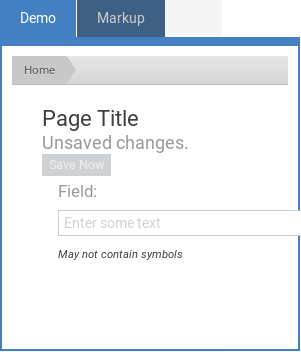 Demo
Markup
Home
Page Title
Unsaved changes.
Save Now
Field:
Enter some text
May not contain symbols